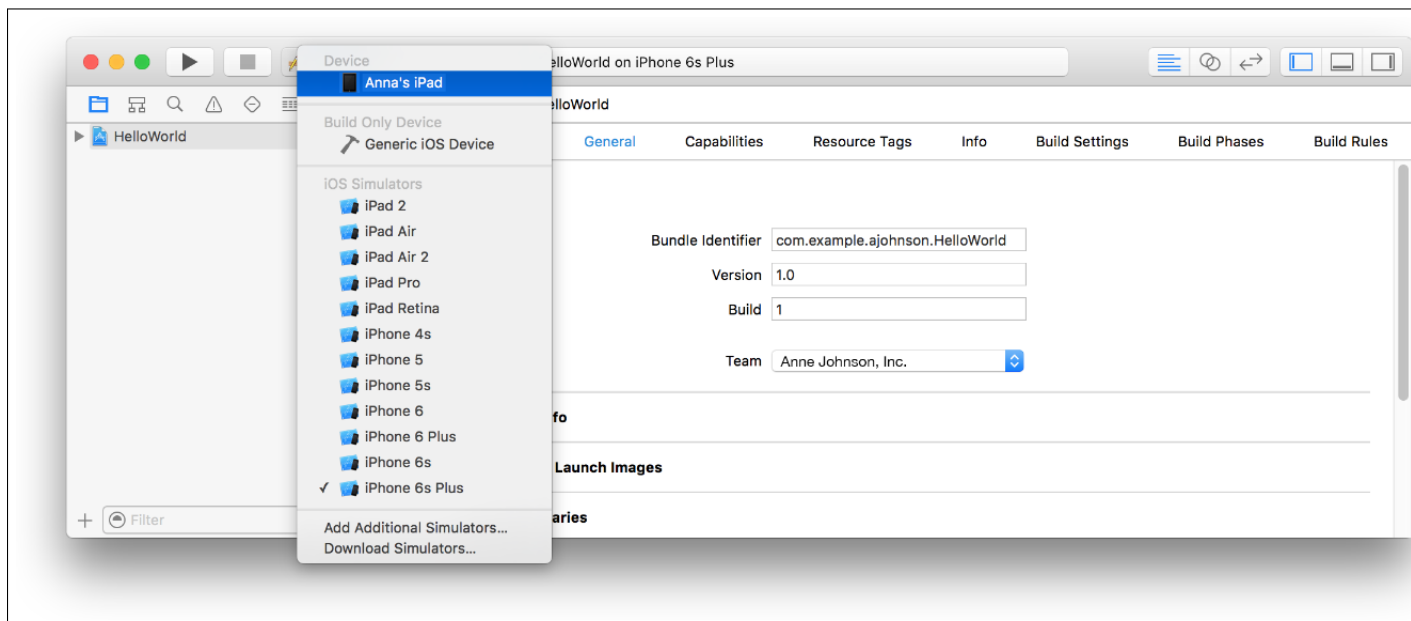 Device
elloWorld on iPhone 6s Plus
Anna's iPad
elloWorld
Build Only Device
HelloWorld
Generic iOS Device
General Capabilities Resource Tags Info Build Settings Build Phases Build Rules
iOS Simulators
iPad 2
iPad Air
Bundle Identifier com.example.ajohnson.HelloWorld
iPad Air 2
Version 1.0
iPad Pro
iPad Retina
Build 1
iPhone 4s
iPhone 5
Team Anne Johnson, Inc.
iPhone 5s
iPhone 6
fo
iPhone 6 Plus
iPhone 6s
Launch Images
✓ iPhone 6s Plus
Filter
aries
Add Additional Simulators...
Download Simulators...